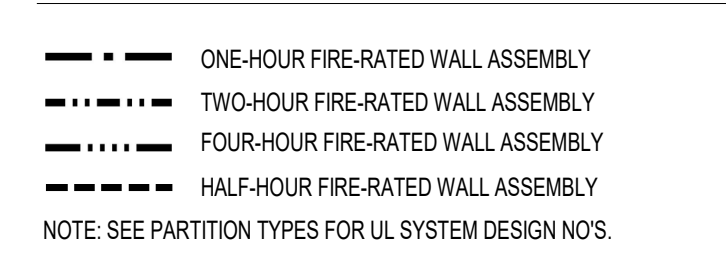 ONE-HOUR FIRE-RATED WALL ASSEMBLY
TWO-HOUR FIRE-RATED WALL ASSEMBLY
FOUR-HOUR FIRE-RATED WALL ASSEMBLY
HALF-HOUR FIRE-RATED WALL ASSEMBLY
NOTE: SEE PARTITION TYPES FOR UL SYSTEM DESIGN NO'S.